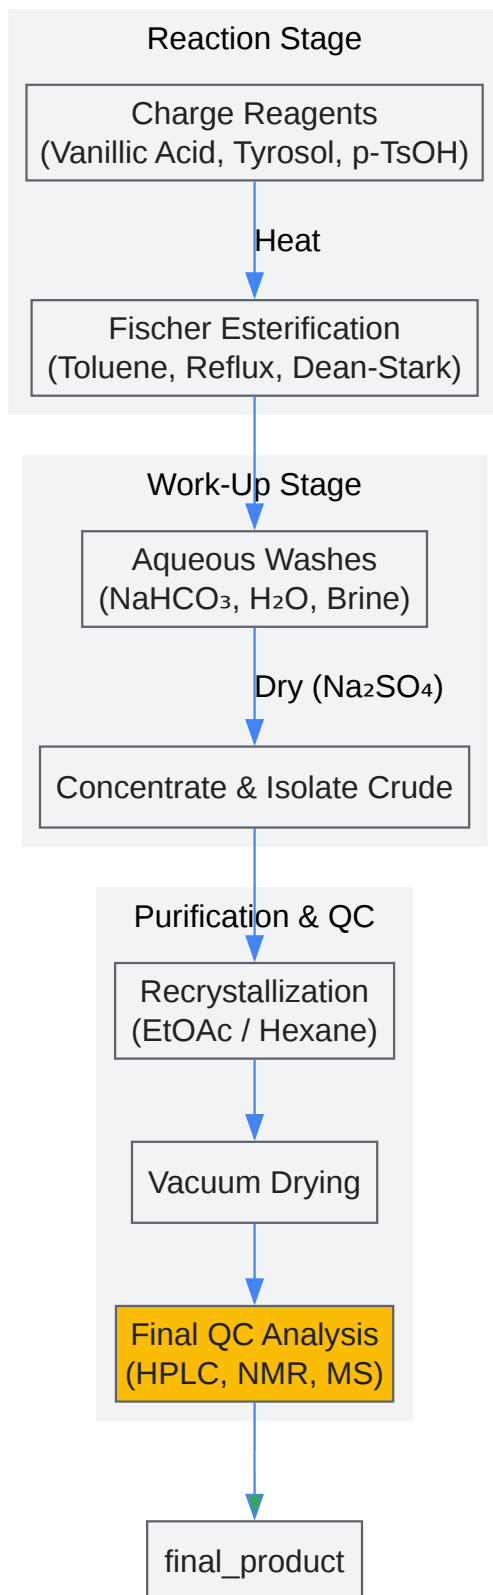 Reaction Stage
Charge Reagents
(Vanillic Acid, Tyrosol, p-TsOH)
Heat
Fischer Esterification
(Toluene, Reflux, Dean-Stark)
Work-Up Stage
Aqueous Washes
(NaHCO₃, H₂O, Brine)
Dry (Na₂SO₄)
Concentrate & Isolate Crude
Purification & QC
Recrystallization
(EtOAc / Hexane)
Vacuum Drying
Final QC Analysis
(HPLC, NMR, MS)
final_product